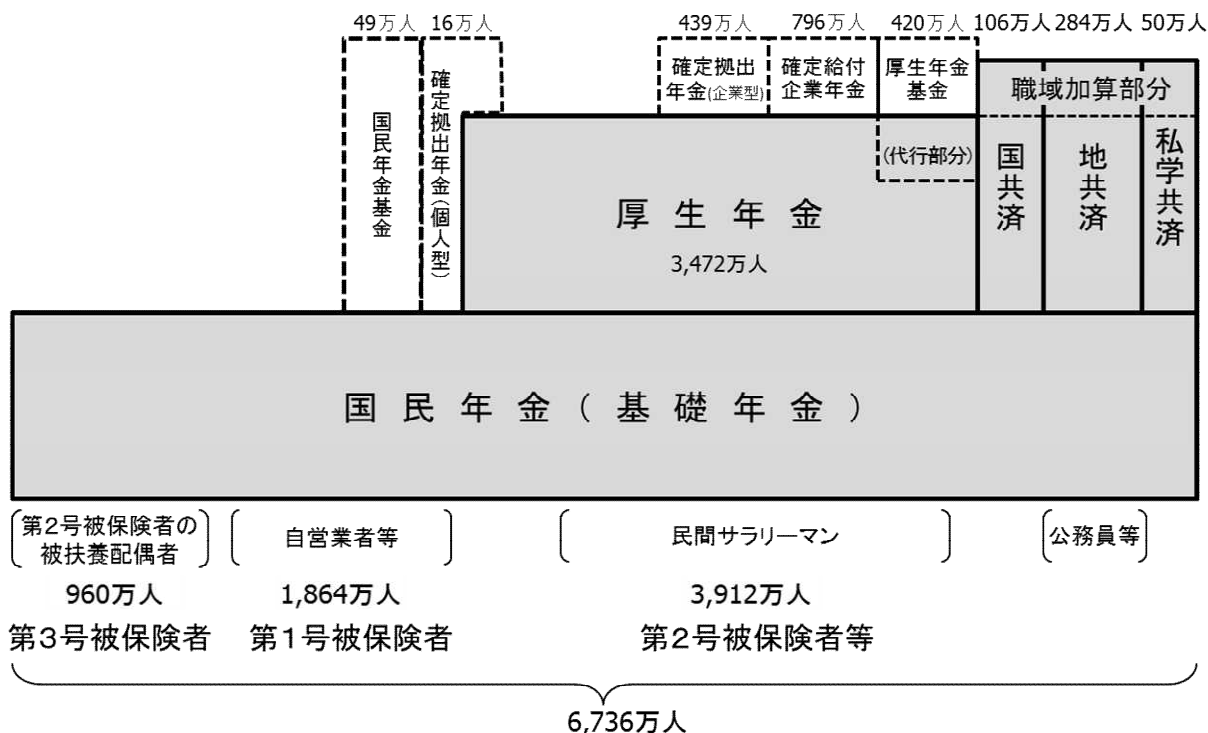 49万人 16万人 439万人 796万人 420万人 106万人 284万人 50万人
国民年金基金
確定拠出年金(個人型)
確定拠出
年金(企業型)
確定給付
企業年金
厚生年金
基金
(代行部分)
職域加算部分
国共済
地共済
私学共済
厚生年金
3,472万人
国民年金(基礎年金)
第2号被保険者の
被扶養配偶者
自営業者等
民間サラリーマン
公務員等
960万人 1,864万人 3,912万人
第3号被保険者 第1号被保険者 第2号被保険者等
6,736万人